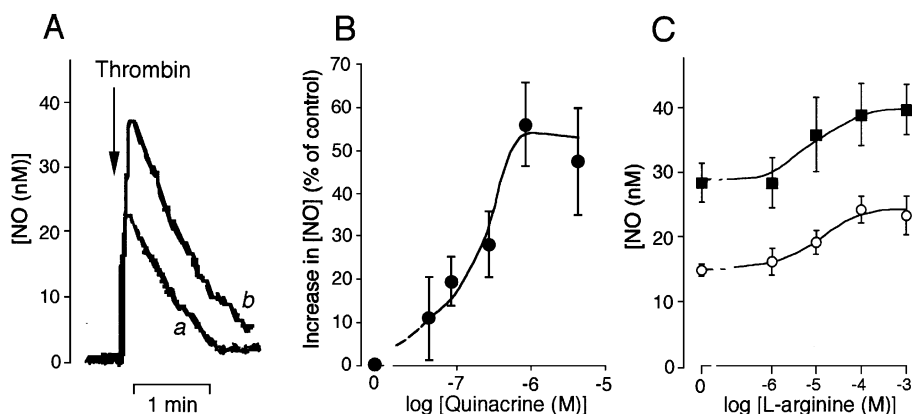 A
Thrombin
[NO (nM)]
40
30
20
10
0
a
b
1 min
B
Increase in [NO] (% of control)
70
60
50
40
30
20
10
0
0
-7
-6
-5
log [Quinacrine (M)]
C
[NO (nM)
40
30
20
10
0
-6
-5
-4
-3
log [L-arginine (M)]